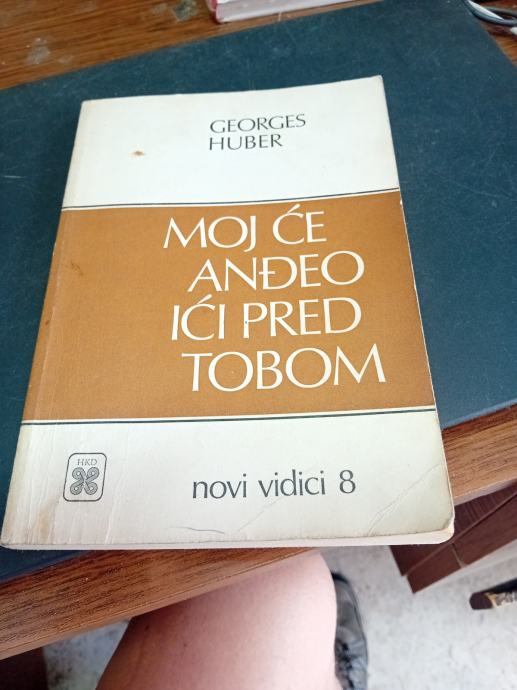 GEORGES
HUBER
MOJ ĆE
ANĐEO
IĆI PRED
TOBOM
HKD
novi vidici 8